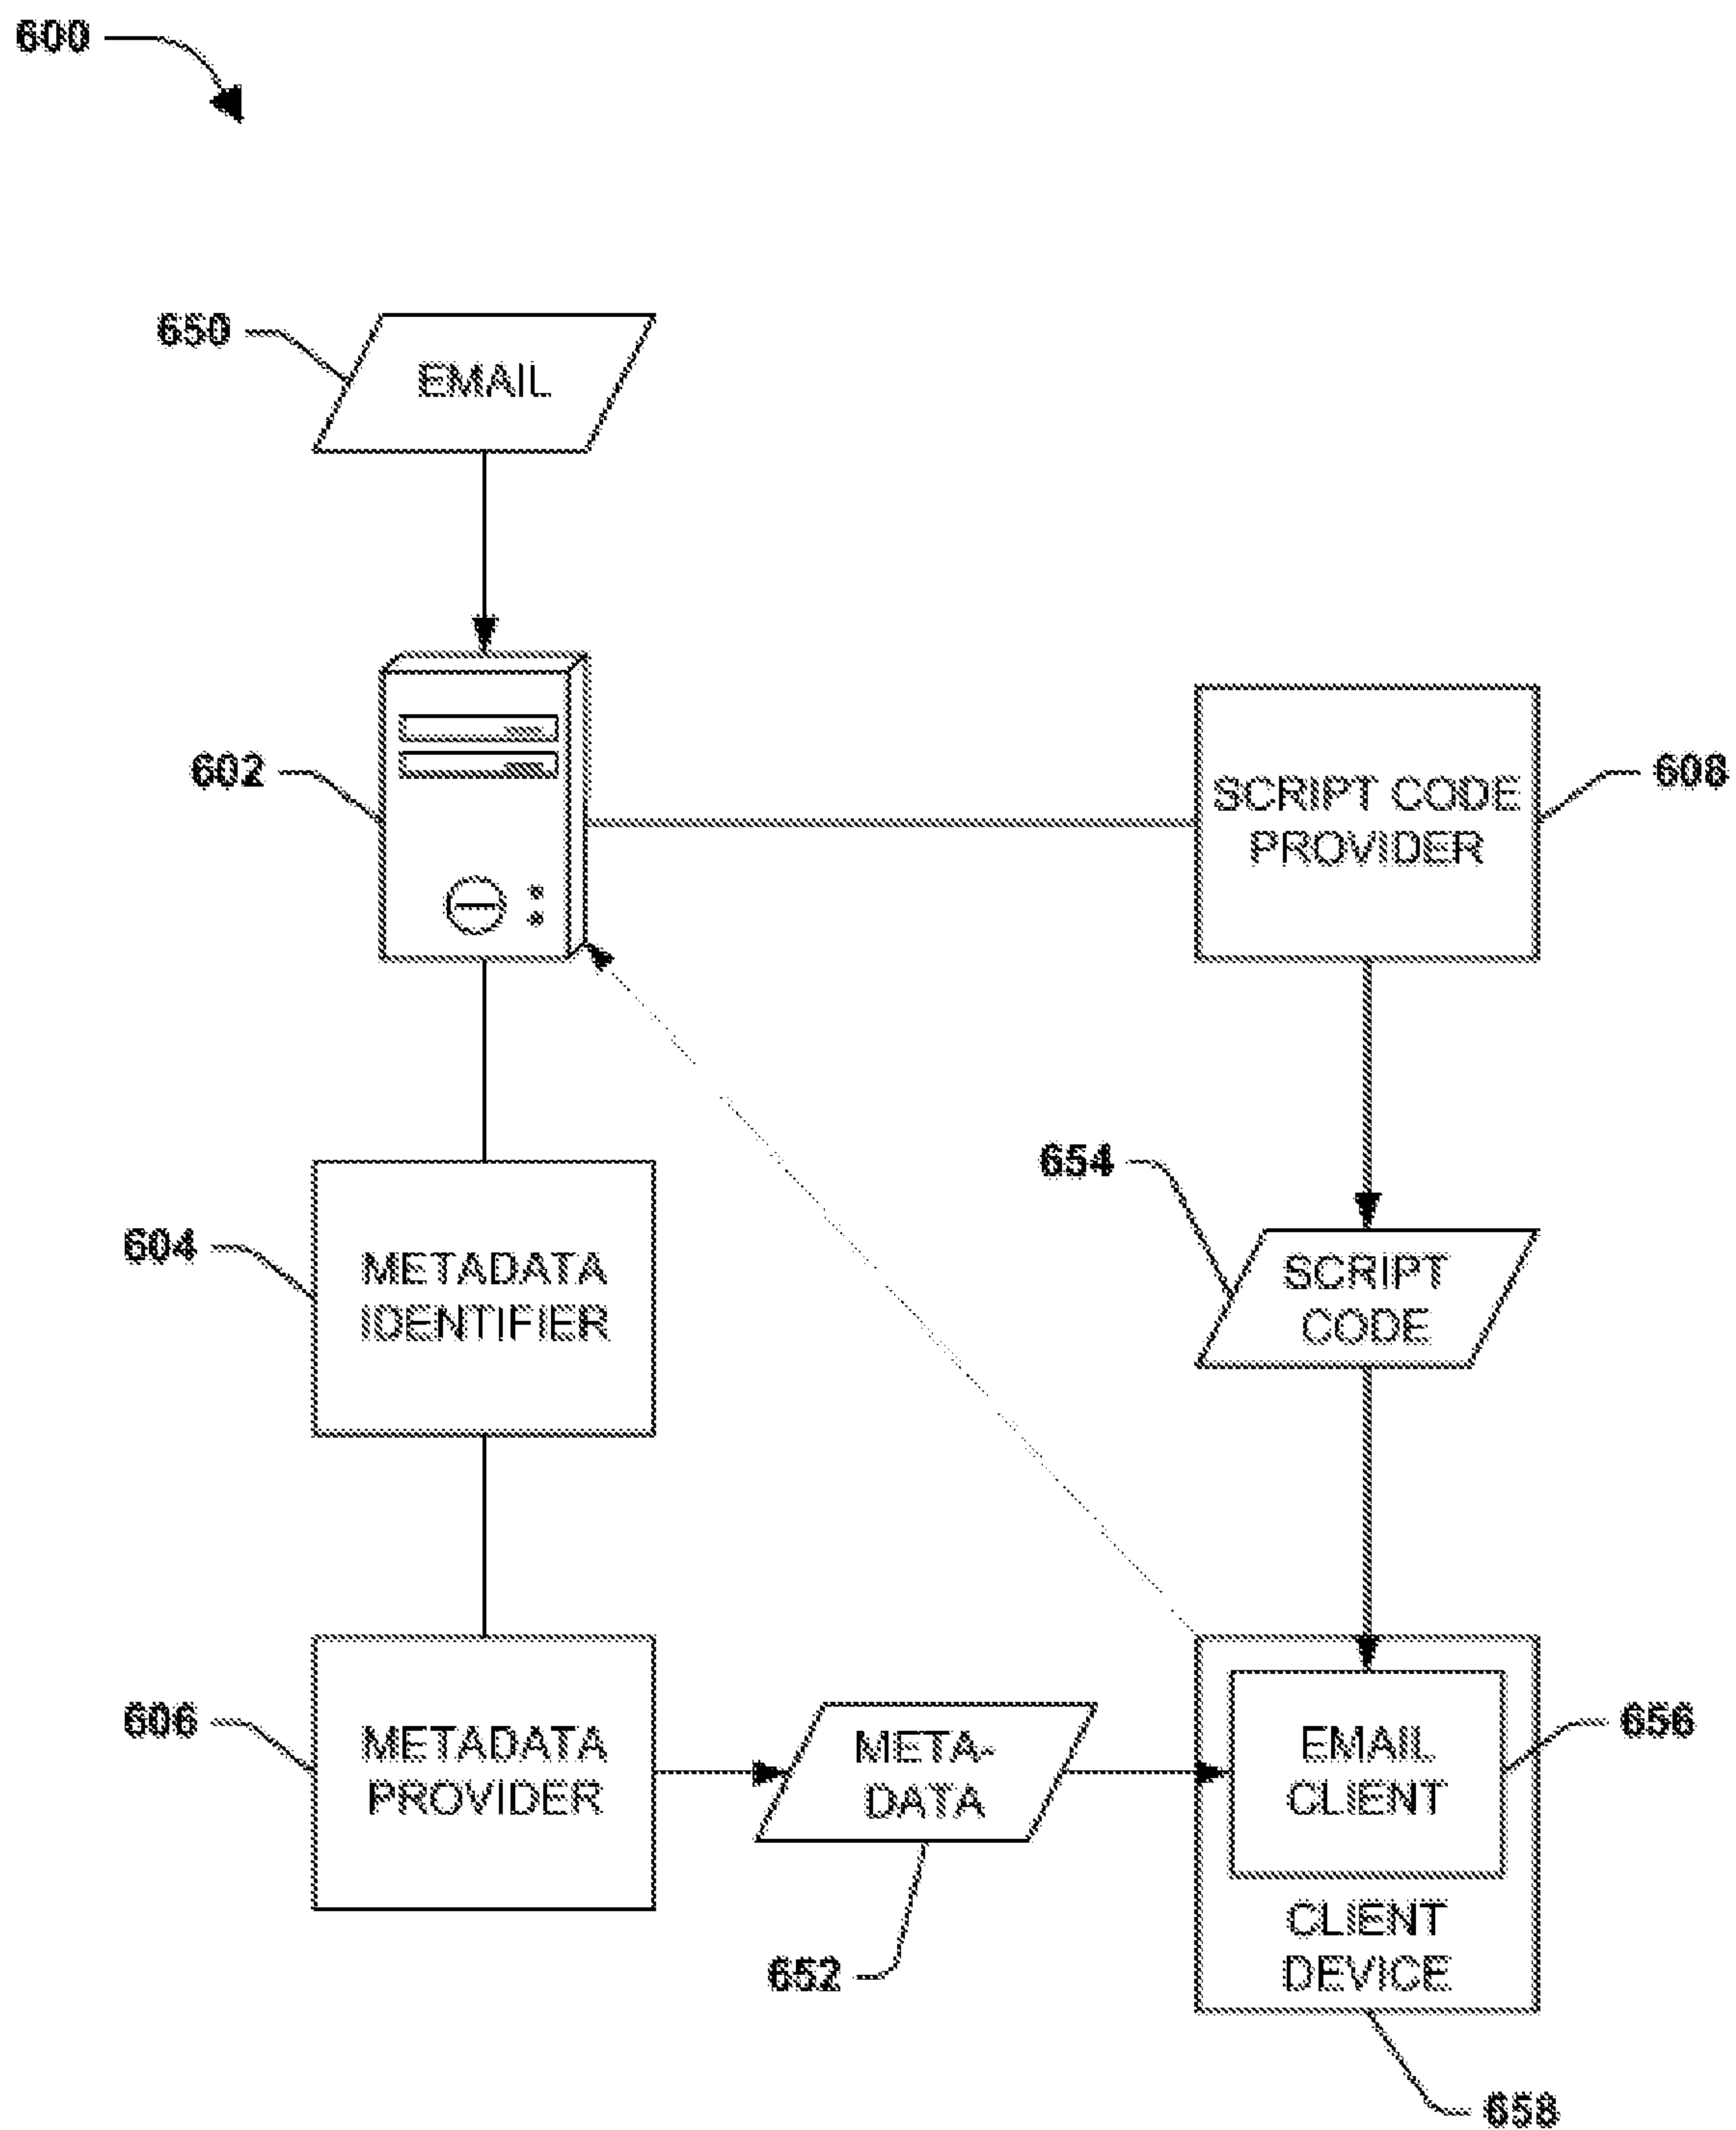 600
650
EMAIL
602
SCRIPT CODE
PROVIDER
608
654
SCRIPT
CODE
604
METADATA
IDENTIFIER
606
METADATA
PROVIDER
META-
DATA
EMAIL
CLIENT
656
CLIENT
DEVICE
652
658